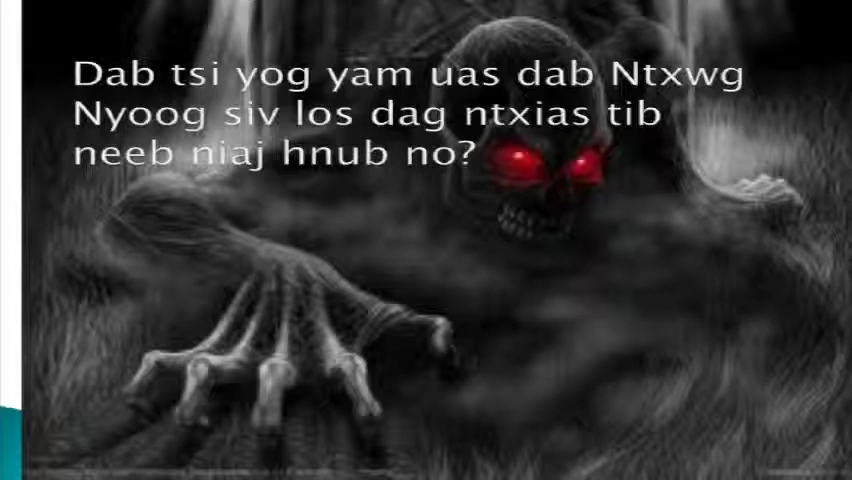 Dab tsi yog yam uas dab Ntxwg
Nyoog siv los dag ntxias tib
neeb niaj hnub no?